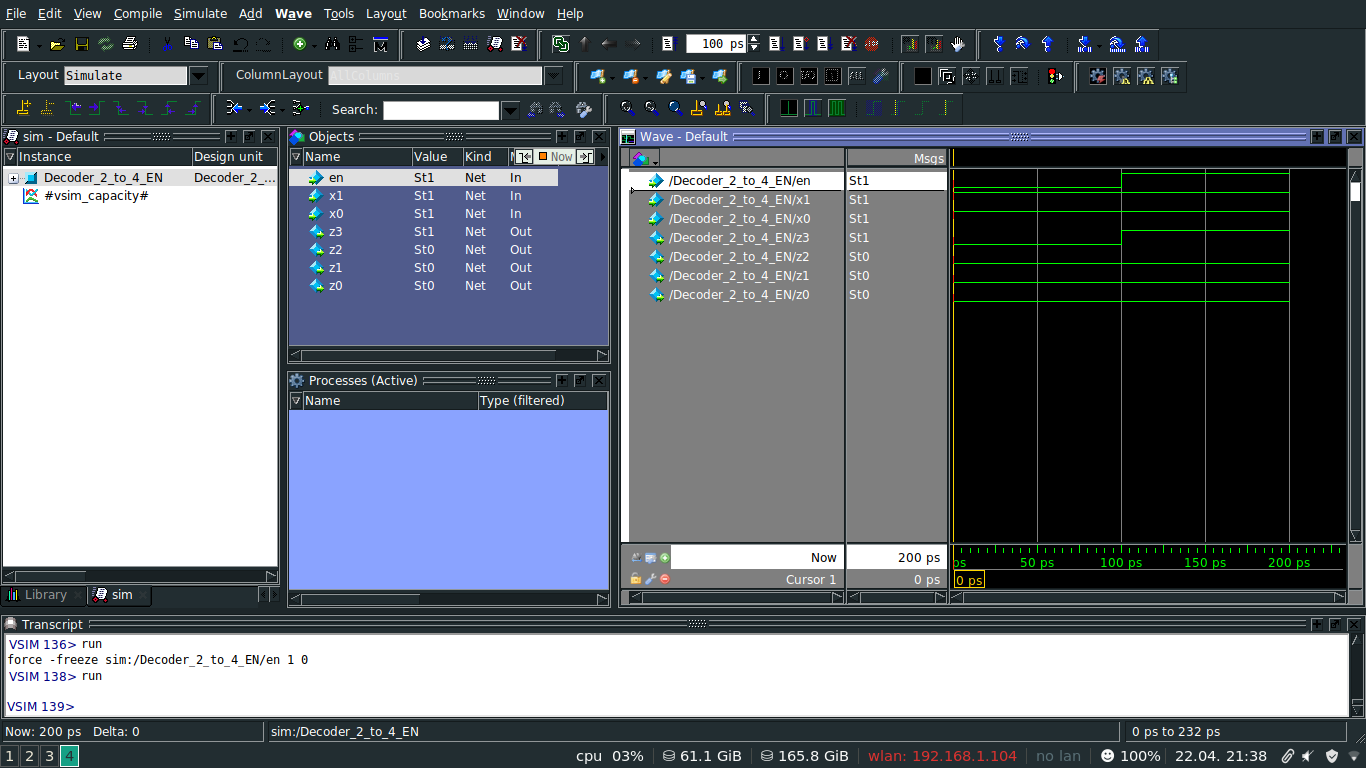 File Edit View Compile Simulate Add Wave Tools Layout Bookmarks Window Help
100 ps
Layout Simulate ColumnLayout AllColumns
Search:
sim - Default
Instance Design unit
Decoder_2_to_4_EN Decoder_2_...
#vsim_capacity#
Library sim
Objects
Name Value Kind Now
en St1 Net In
x1 St1 Net In
x0 St1 Net In
z3 St1 Net Out
z2 St0 Net Out
z1 St0 Net Out
z0 St0 Net Out
Processes (Active)
Name Type (filtered)
Wave - Default
Msgs
/Decoder_2_to_4_EN/en St1
/Decoder_2_to_4_EN/x1 St1
/Decoder_2_to_4_EN/x0 St1
/Decoder_2_to_4_EN/z3 St1
/Decoder_2_to_4_EN/z2 St0
/Decoder_2_to_4_EN/z1 St0
/Decoder_2_to_4_EN/z0 St0
Now 200 ps ps 50 ps 100 ps 150 ps 200 ps
Cursor 1 0 ps 0 ps
Transcript
VSIM 136> run
force -freeze sim:/Decoder_2_to_4_EN/en 1 0
VSIM 138> run
VSIM 139>
Now: 200 ps Delta: 0 sim:/Decoder_2_to_4_EN 0 ps to 232 ps
1 2 3 4 cpu 03% 61.1 GiB 165.8 GiB wlan: 192.168.1.104 no lan 100% 22.04. 21:38